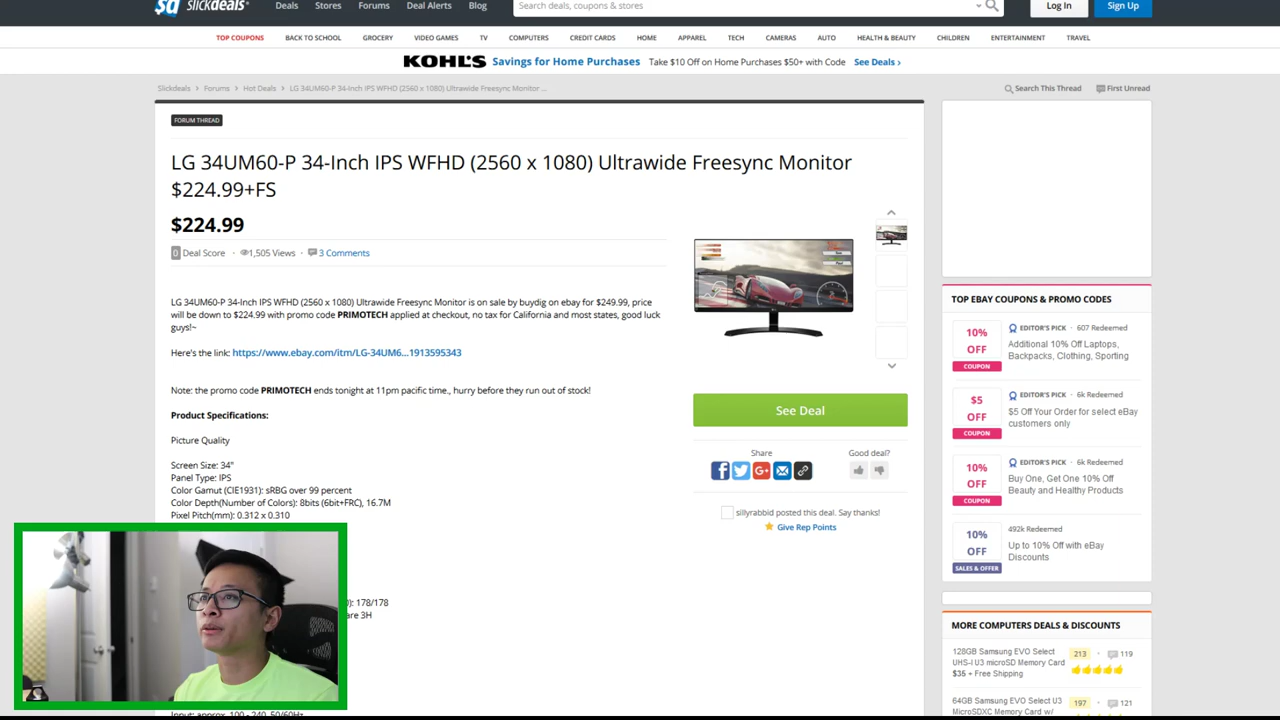 sd slickdeals
Deals Stores Forums Deal Alerts Blog Search deals, coupons & stores Log In Sign Up
TOP COUPONS BACK TO SCHOOL GROCERY VIDEO GAMES TV COMPUTERS CREDIT CARDS HOME APPAREL TECH CAMERAS AUTO HEALTH & BEAUTY CHILDREN ENTERTAINMENT TRAVEL
KOHL'S Savings for Home Purchases Take $10 Off on Home Purchases $50+ with Code See Deals ›
Slickdeals › Forums › Hot Deals › LG 34UM60-P 34-Inch IPS WFHD (2560 x 1080) Ultrawide Freesync Monitor ... Search This Thread First Unread
FORUM THREAD
LG 34UM60-P 34-Inch IPS WFHD (2560 x 1080) Ultrawide Freesync Monitor
$224.99+FS
$224.99
0 Deal Score · 1,505 Views · 3 Comments
LG 34UM60-P 34-Inch IPS WFHD (2560 x 1080) Ultrawide Freesync Monitor is on sale by buydig on ebay for $249.99, price
will be down to $224.99 with promo code PRIMOTECH applied at checkout, no tax for California and most states, good luck
guys!~
Here's the link: https://www.ebay.com/itm/LG-34UM6...1913595343
Note: the promo code PRIMOTECH ends tonight at 11pm pacific time., hurry before they run out of stock!
Product Specifications:
Picture Quality
Screen Size: 34"
Panel Type: IPS
Color Gamut (CIE1931): sRBG over 99 percent
Color Depth(Number of Colors): 8bits (6bit+FRC), 16.7M
Pixel Pitch(mm): 0.312 x 0.310
): 178/178
are 3H
Input: approx. 100 - 240, 50/60Hz
See Deal
Share Good deal?
sillyrabbid posted this deal. Say thanks!
Give Rep Points
TOP EBAY COUPONS & PROMO CODES
10%
OFF
COUPON
EDITOR'S PICK · 607 Redeemed
Additional 10% Off Laptops,
Backpacks, Clothing, Sporting
$5
OFF
COUPON
EDITOR'S PICK · 6k Redeemed
$5 Off Your Order for select eBay
customers only
10%
OFF
COUPON
EDITOR'S PICK · 6k Redeemed
Buy One, Get One 10% Off
Beauty and Healthy Products
10%
OFF
SALES & OFFER
492k Redeemed
Up to 10% Off with eBay
Discounts
MORE COMPUTERS DEALS & DISCOUNTS
128GB Samsung EVO Select
UHS-I U3 microSD Memory Card
$35 + Free Shipping
213 · 119
64GB Samsung EVO Select U3
MicroSDXC Memory Card w/
197 · 121